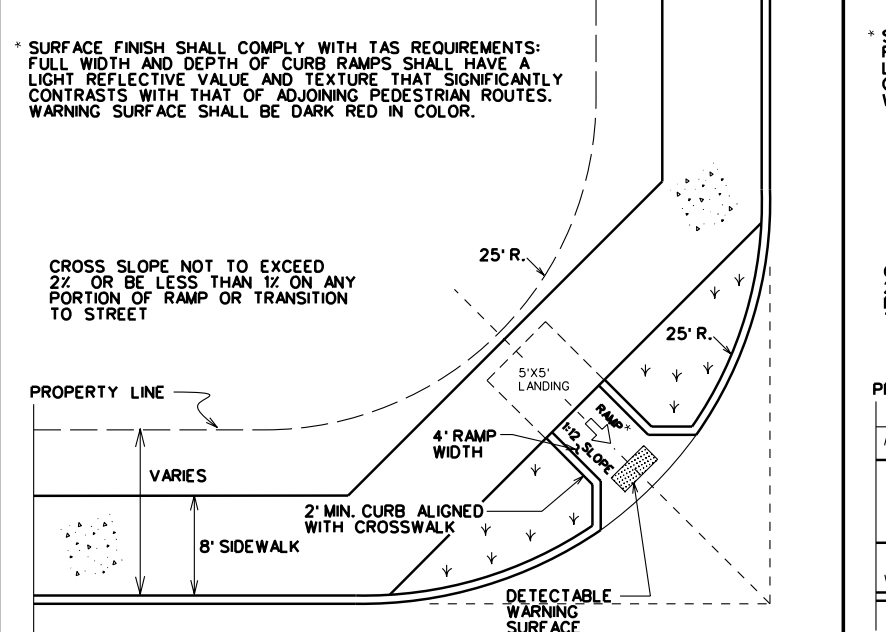 * SURFACE FINISH SHALL COMPLY WITH TAS REQUIREMENTS:
FULL WIDTH AND DEPTH OF CURB RAMPS SHALL HAVE A
LIGHT REFLECTIVE VALUE AND TEXTURE THAT SIGNIFICANTLY
CONTRASTS WITH THAT OF ADJOINING PEDESTRIAN ROUTES.
WARNING SURFACE SHALL BE DARK RED IN COLOR.
25' R.
CROSS SLOPE NOT TO EXCEED
2% OR BE LESS THAN 1% ON ANY
PORTION OF RAMP OR TRANSITION
TO STREET
25' R.
5'X5'
LANDING
PROPERTY LINE
RAMP*
1:12 SLOPE
4' RAMP
WIDTH
VARIES
2' MIN. CURB ALIGNED
WITH CROSSWALK
8' SIDEWALK
DETECTABLE
WARNING
SURFACE